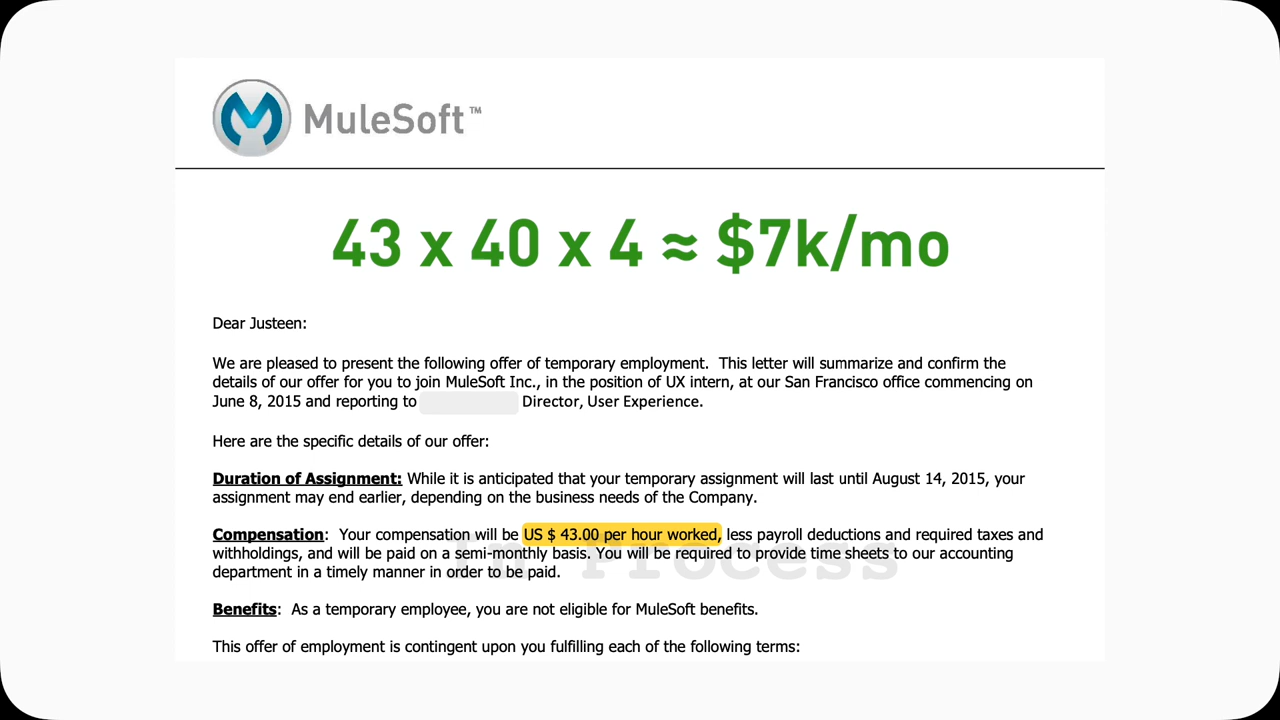 MuleSoft™
43 x 40 x 4 ≈ $7k/mo
Dear Justeen:
We are pleased to present the following offer of temporary employment.  This letter will summarize and confirm the
details of our offer for you to join MuleSoft Inc., in the position of UX intern, at our San Francisco office commencing on
June 8, 2015 and reporting to Director, User Experience.
Here are the specific details of our offer:
Duration of Assignment: While it is anticipated that your temporary assignment will last until August 14, 2015, your
assignment may end earlier, depending on the business needs of the Company.
Compensation:  Your compensation will be US $ 43.00 per hour worked, less payroll deductions and required taxes and
withholdings, and will be paid on a semi-monthly basis. You will be required to provide time sheets to our accounting
department in a timely manner in order to be paid.
In Process
Benefits:  As a temporary employee, you are not eligible for MuleSoft benefits.
This offer of employment is contingent upon you fulfilling each of the following terms: